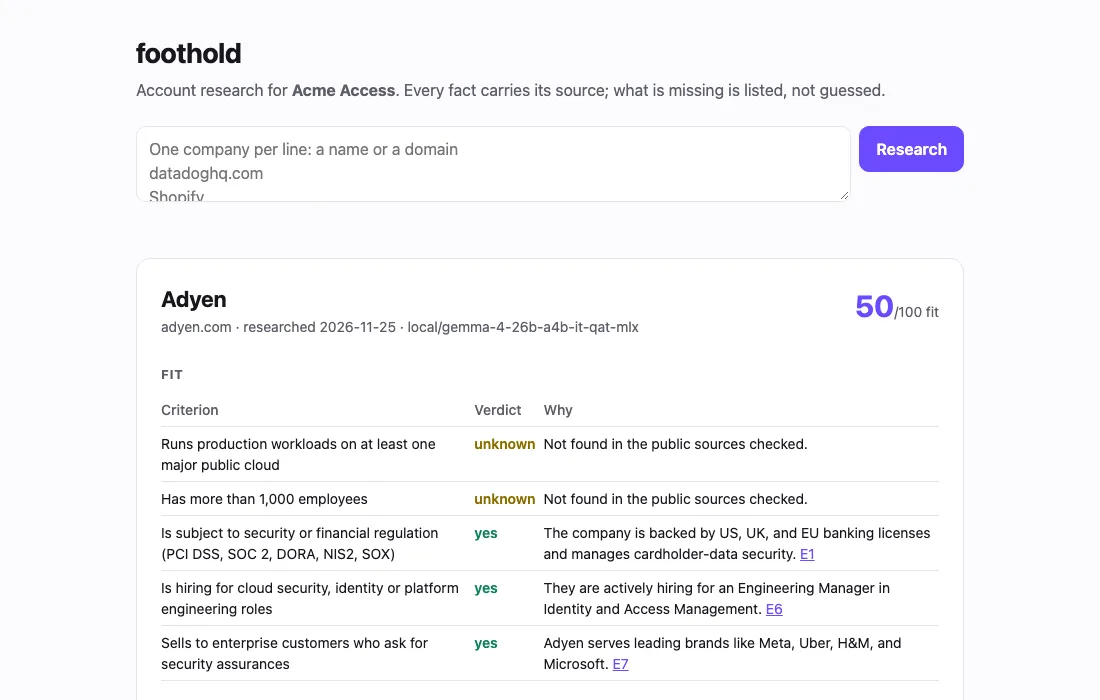 foothold
Account research for Acme Access. Every fact carries its source; what is missing is listed, not guessed.
One company per line: a name or a domain
datadoghq.com
Shopify
Research
Adyen
adyen.com · researched 2026-11-25 · local/gemma-4-26b-a4b-it-qat-mlx
50/100 fit
FIT
Criterion Verdict Why
Runs production workloads on at least one
major public cloud
unknown
Not found in the public sources checked.
Has more than 1,000 employees
unknown
Not found in the public sources checked.
Is subject to security or financial regulation
(PCI DSS, SOC 2, DORA, NIS2, SOX)
yes
The company is backed by US, UK, and EU banking licenses
and manages cardholder-data security. E1
Is hiring for cloud security, identity or platform
engineering roles
yes
They are actively hiring for an Engineering Manager in
Identity and Access Management. E6
Sells to enterprise customers who ask for
security assurances
yes
Adyen serves leading brands like Meta, Uber, H&M, and
Microsoft. E7